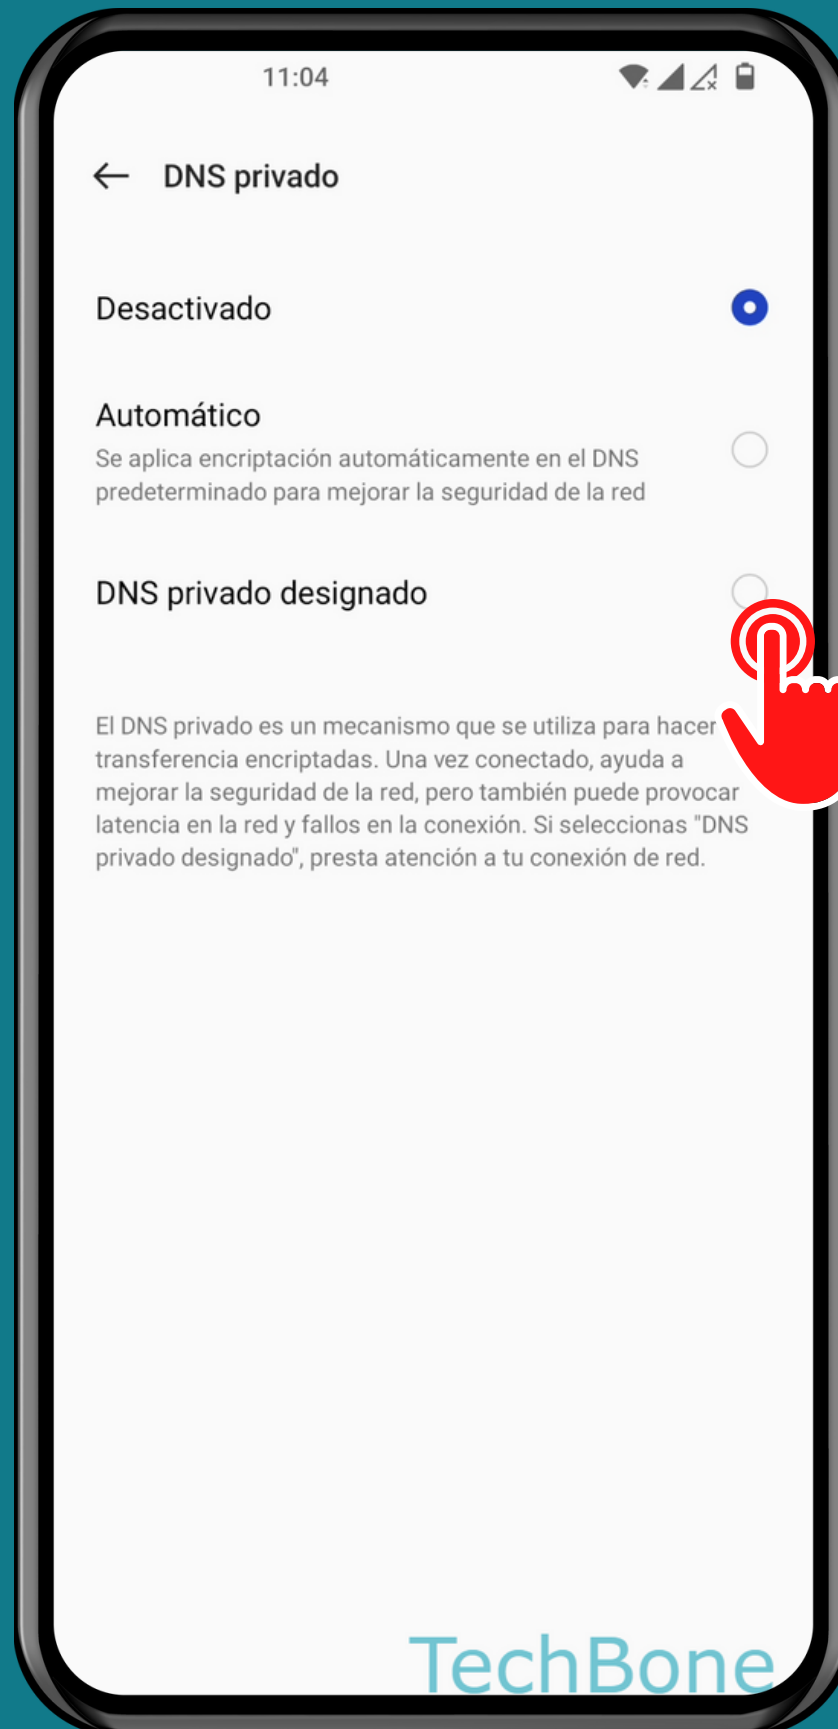 11:04
DNS privado
Desactivado
Automático
Se aplica encriptación automáticamente en el DNS
predeterminado para mejorar la seguridad de la red
DNS privado designado
El DNS privado es un mecanismo que se utiliza para hacer
transferencia encriptadas. Una vez conectado, ayuda a
mejorar la seguridad de la red, pero también puede provocar
latencia en la red y fallos en la conexión. Si seleccionas "DNS
privado designado", presta atención a tu conexión de red.
TechBone